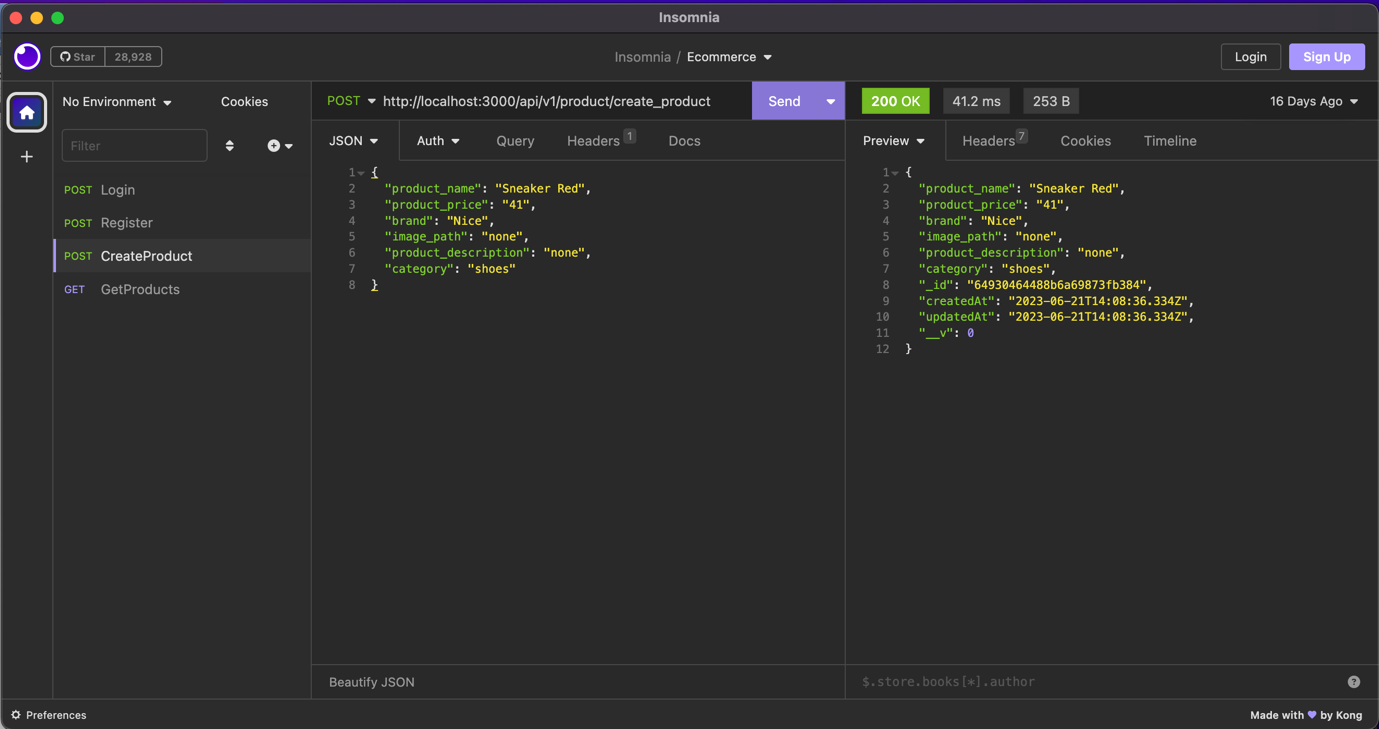 Insomnia
Star 28,928
Insomnia / Ecommerce
Login
Sign Up
No Environment
Cookies
Filter
POST Login
POST Register
POST CreateProduct
GET GetProducts
POST http://localhost:3000/api/v1/product/create_product
Send
JSON Auth Query Headers 1 Docs
1 {
2 "product_name": "Sneaker Red",
3 "product_price": "41",
4 "brand": "Nice",
5 "image_path": "none",
6 "product_description": "none",
7 "category": "shoes"
8 }
Beautify JSON
200 OK 41.2 ms 253 B 16 Days Ago
Preview Headers 7 Cookies Timeline
1 {
2 "product_name": "Sneaker Red",
3 "product_price": "41",
4 "brand": "Nice",
5 "image_path": "none",
6 "product_description": "none",
7 "category": "shoes",
8 "_id": "64930464488b6a69873fb384",
9 "createdAt": "2023-06-21T14:08:36.334Z",
10 "updatedAt": "2023-06-21T14:08:36.334Z",
11 "__v": 0
12 }
$.store.books[*].author
?
Preferences
Made with by Kong